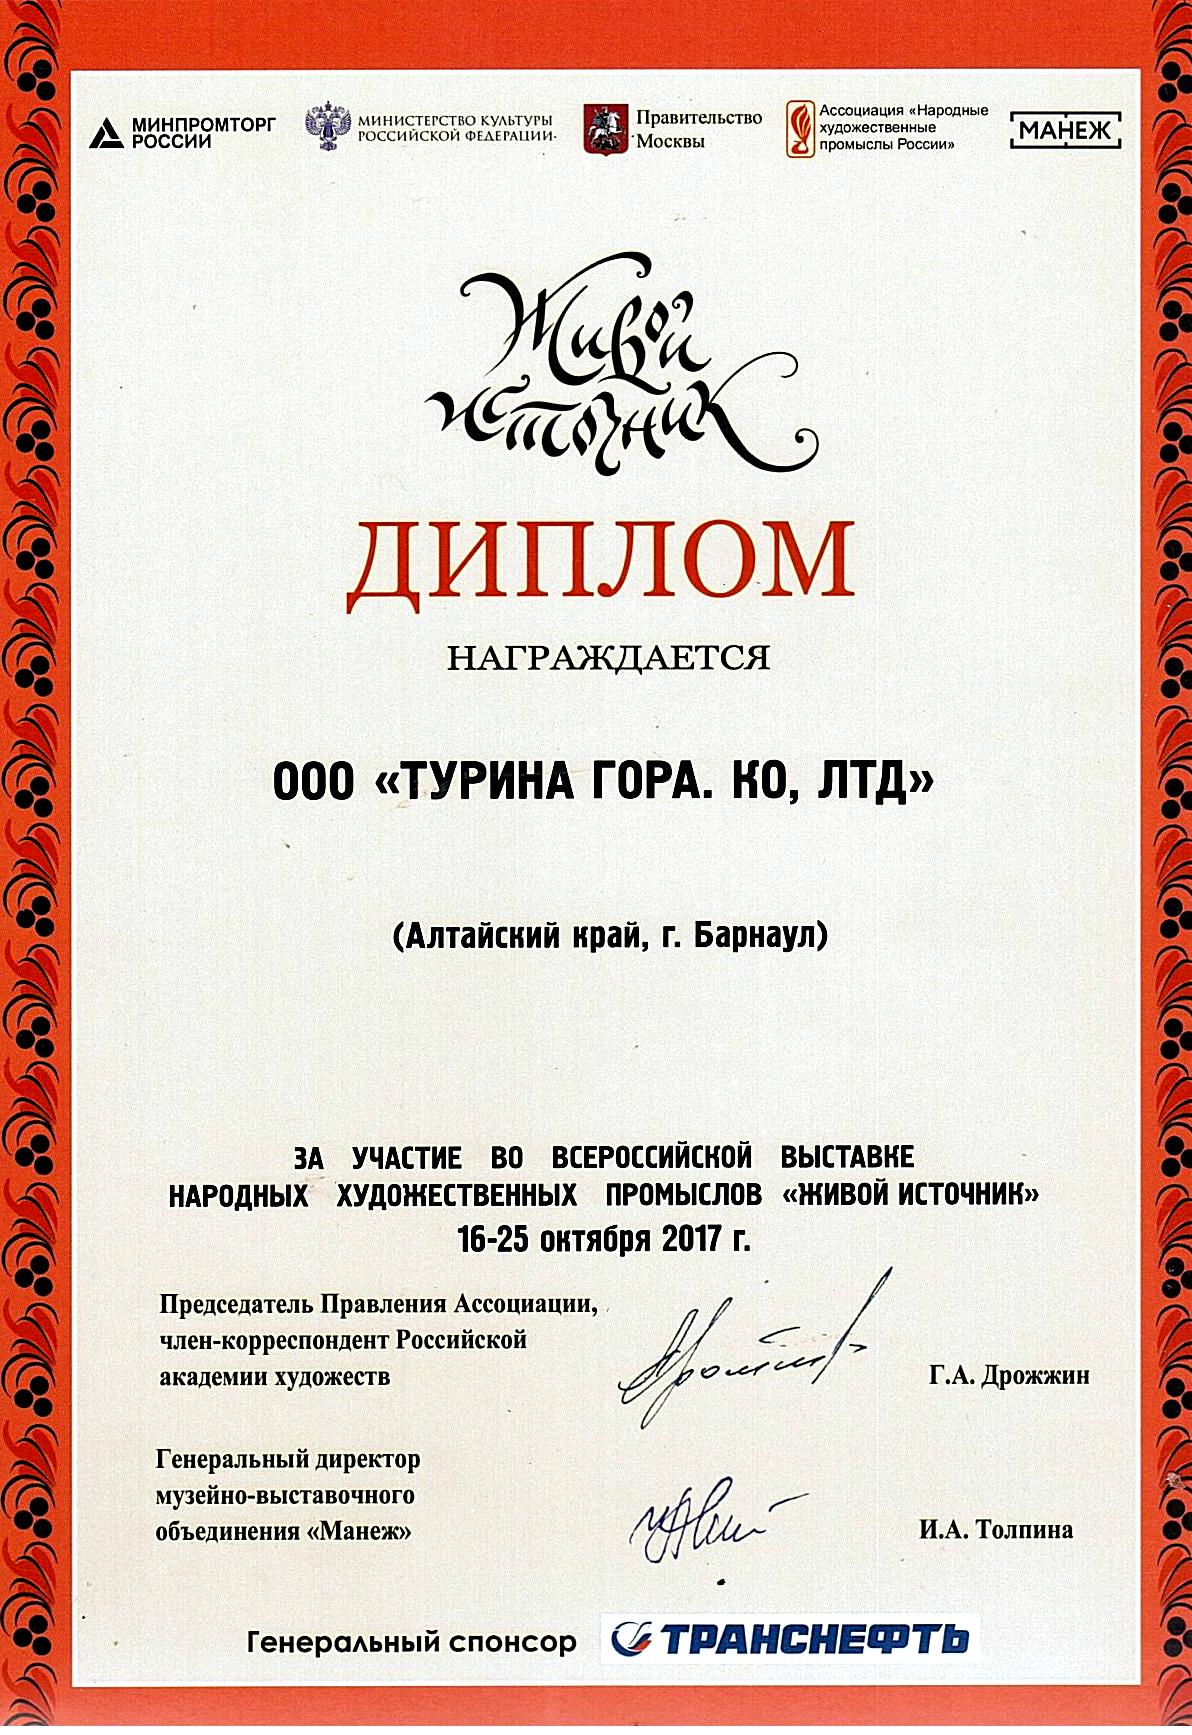 МИНПРОМТОРГ
РОССИИ
МИНИСТЕРСТВО КУЛЬТУРЫ
РОССИЙСКОЙ ФЕДЕРАЦИИ
Правительство
Москвы
Ассоциация «Народные
художественные
промыслы России»
МАНЕЖ
Живой
источник
ДИПЛОМ
НАГРАЖДАЕТСЯ
ООО «ТУРИНА ГОРА. КО, ЛТД»
(Алтайский край, г. Барнаул)
ЗА УЧАСТИЕ ВО ВСЕРОССИЙСКОЙ ВЫСТАВКЕ
НАРОДНЫХ ХУДОЖЕСТВЕННЫХ ПРОМЫСЛОВ «ЖИВОЙ ИСТОЧНИК»
16-25 октября 2017 г.
Председатель Правления Ассоциации,
член-корреспондент Российской
академии художеств
Г.А. Дрожжин
Генеральный директор
музейно-выставочного
объединения «Манеж»
И.А. Толпина
Генеральный спонсор
ТРАНСНЕФТЬ